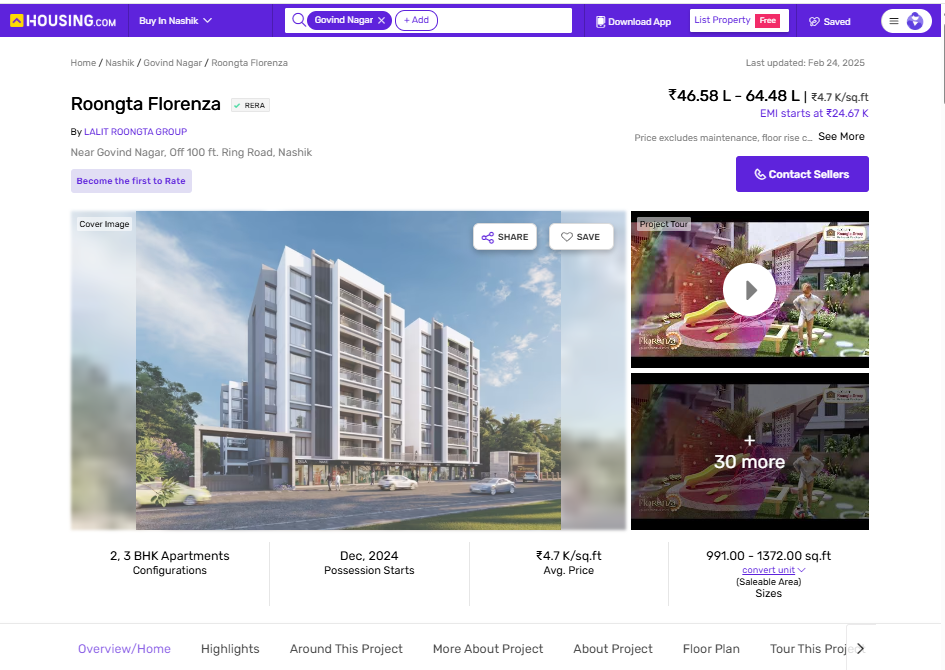 HOUSING.COM
Buy In Nashik
Govind Nagar
+ Add
Download App
List Property Free
Saved
Home / Nashik / Govind Nagar / Roongta Florenza
Last updated: Feb 24, 2025
Roongta Florenza
RERA
₹46.58 L - 64.48 L | ₹4.7 K/sq.ft
EMI starts at ₹24.67 K
By LALIT ROONGTA GROUP
Price excludes maintenance, floor rise c... See More
Near Govind Nagar, Off 100 ft. Ring Road, Nashik
Contact Sellers
Become the first to Rate
Cover Image
SHARE
SAVE
Project Tour
Florenza
+
30 more
2, 3 BHK Apartments
Configurations
Dec, 2024
Possession Starts
₹4.7 K/sq.ft
Avg. Price
991.00 - 1372.00 sq.ft
convert unit
(Saleable Area)
Sizes
Overview/Home
Highlights
Around This Project
More About Project
About Project
Floor Plan
Tour This Proje